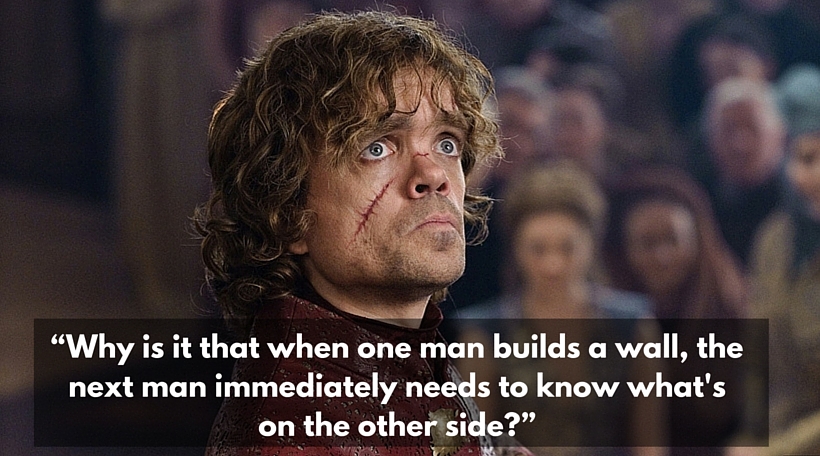 “Why is it that when one man builds a wall, the
next man immediately needs to know what's
on the other side?”